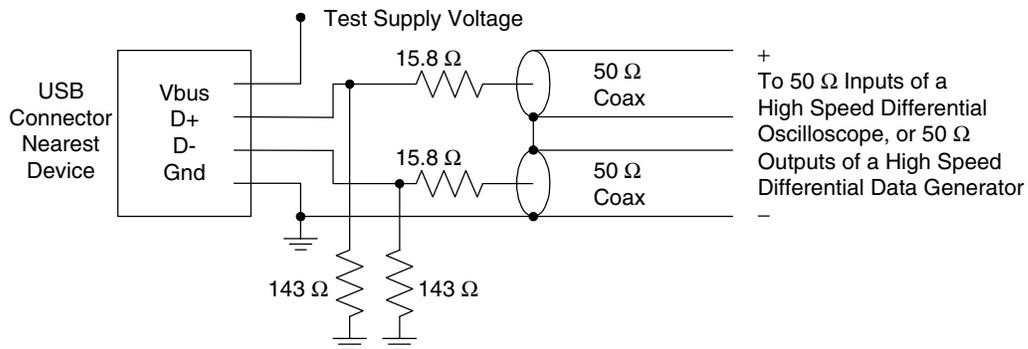 Test Supply Voltage
USB
Connector
Nearest
Device
Vbus
D+
D-
Gnd
15.8 Ω
15.8 Ω
50 Ω
Coax
50 Ω
Coax
+
To 50 Ω Inputs of a
High Speed Differential
Oscilloscope, or 50 Ω
Outputs of a High Speed
Differential Data Generator
−
143 Ω
143 Ω